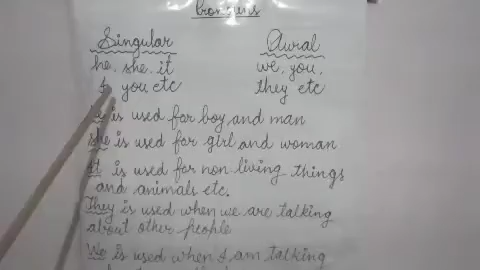 Pronouns
Singular
Plural
he, she, it
we, you,
I, you, etc
they etc
He is used for boy and man
She is used for girl and woman
It is used for non living things
and animals etc.
They is used when we are talking
about other people
We is used when I am talking